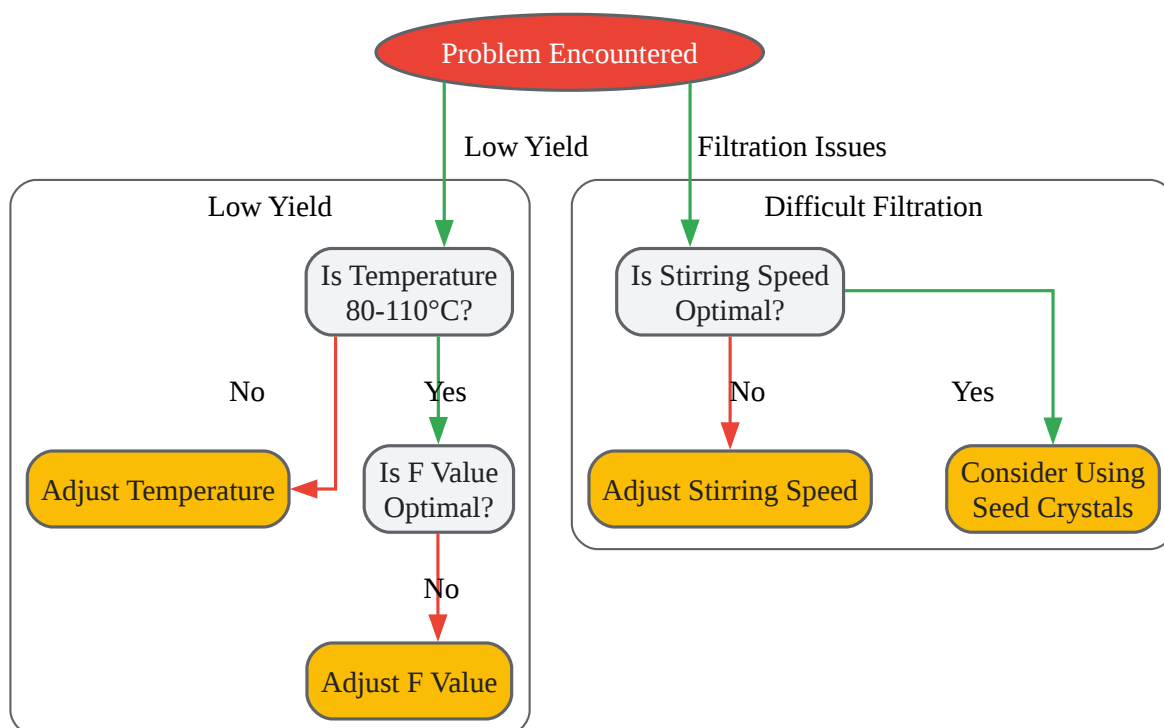 Problem Encountered
Low Yield
Filtration Issues
Low Yield
Difficult Filtration
Is Temperature
80-110°C?
Is Stirring Speed
Optimal?
No
Yes
No
Yes
Adjust Temperature
Is F Value
Optimal?
Adjust Stirring Speed
Consider Using
Seed Crystals
No
Adjust F Value